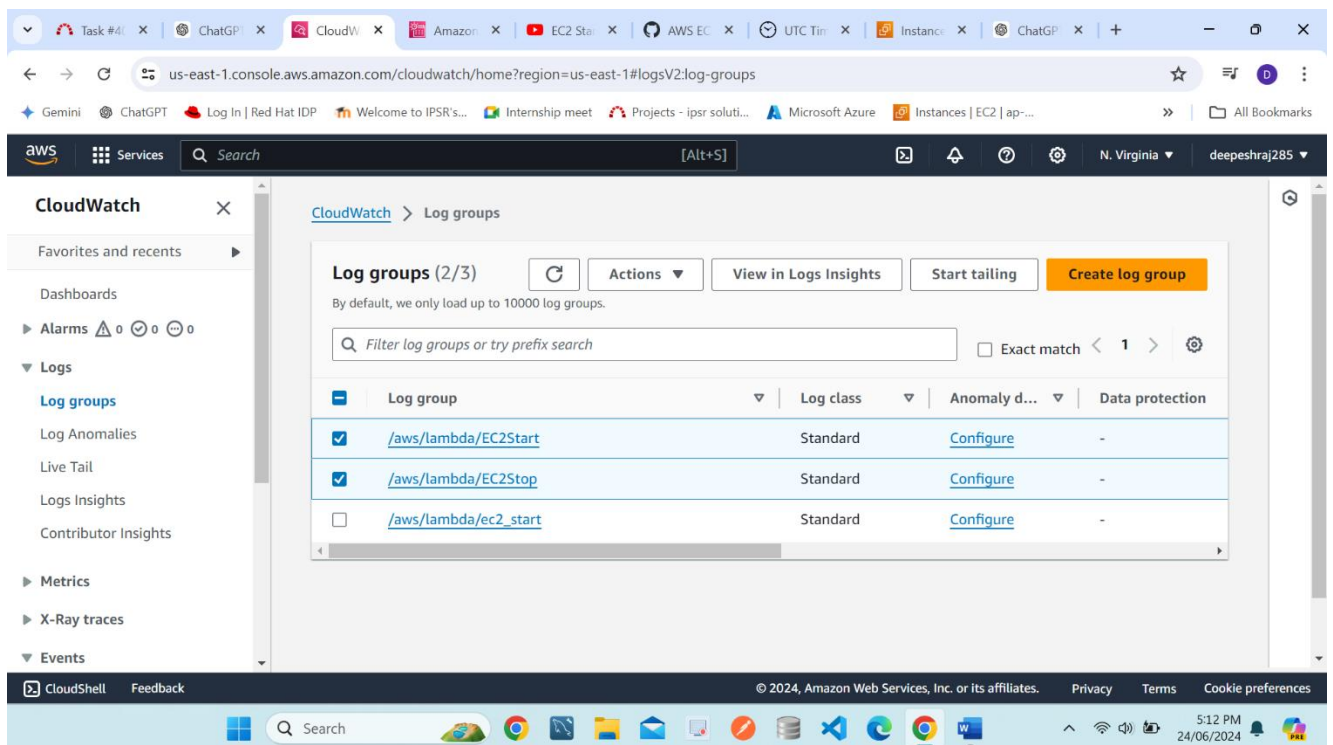 Task #4( ChatGP CloudW Amazon EC2 Sta AWS EC UTC Tim Instanc ChatGP
us-east-1.console.aws.amazon.com/cloudwatch/home?region=us-east-1#logsV2:log-groups D
Gemini ChatGPT Log In | Red Hat IDP Welcome to IPSR's... Internship meet Projects - ipsr soluti... Microsoft Azure Instances | EC2 | ap-... » All Bookmarks
aws Services Search [Alt+S] N. Virginia ▼ deepeshraj285 ▼
CloudWatch
Favorites and recents
Dashboards
Alarms 0 0 0
Logs
Log groups
Log Anomalies
Live Tail
Logs Insights
Contributor Insights
Metrics
X-Ray traces
Events
CloudWatch > Log groups
Log groups (2/3) Actions ▼ View in Logs Insights Start tailing Create log group
By default, we only load up to 10000 log groups.
Filter log groups or try prefix search Exact match < 1 >
Log group Log class Anomaly d... Data protection
/aws/lambda/EC2Start Standard Configure -
/aws/lambda/EC2Stop Standard Configure -
/aws/lambda/ec2_start Standard Configure -
CloudShell Feedback © 2024, Amazon Web Services, Inc. or its affiliates. Privacy Terms Cookie preferences
Search 5:12 PM
24/06/2024 PRE